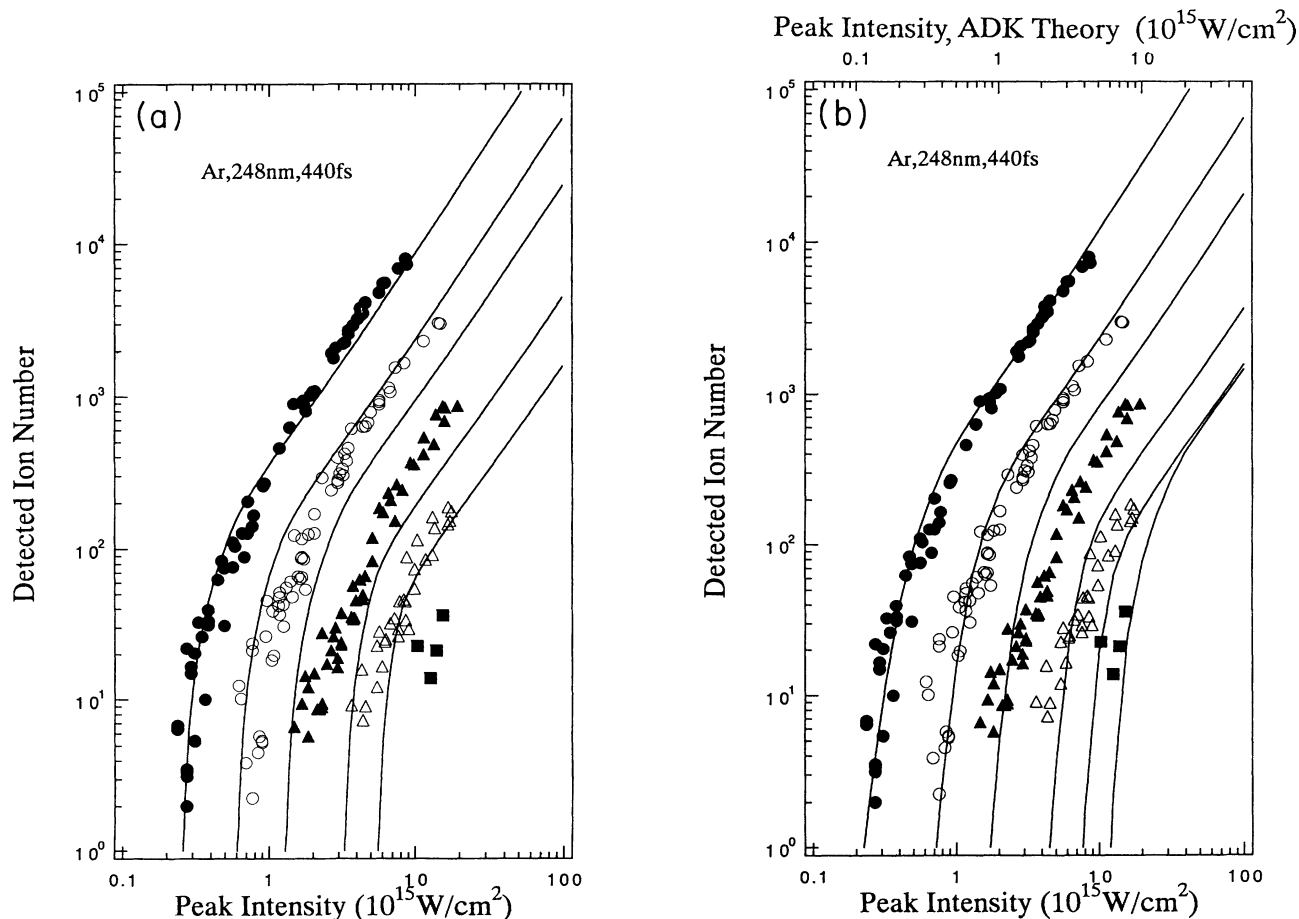 Peak Intensity, ADK Theory (10^15 W/cm^2)
0.1 1 10
(a)
Ar,248nm,440fs
10^5
10^4
10^3
10^2
10^1
10^0
Detected Ion Number
0.1 1 10 100
Peak Intensity (10^15 W/cm^2)
(b)
Ar,248nm,440fs
10^5
10^4
10^3
10^2
10^1
10^0
Detected Ion Number
0.1 1 10 100
Peak Intensity (10^15 W/cm^2)